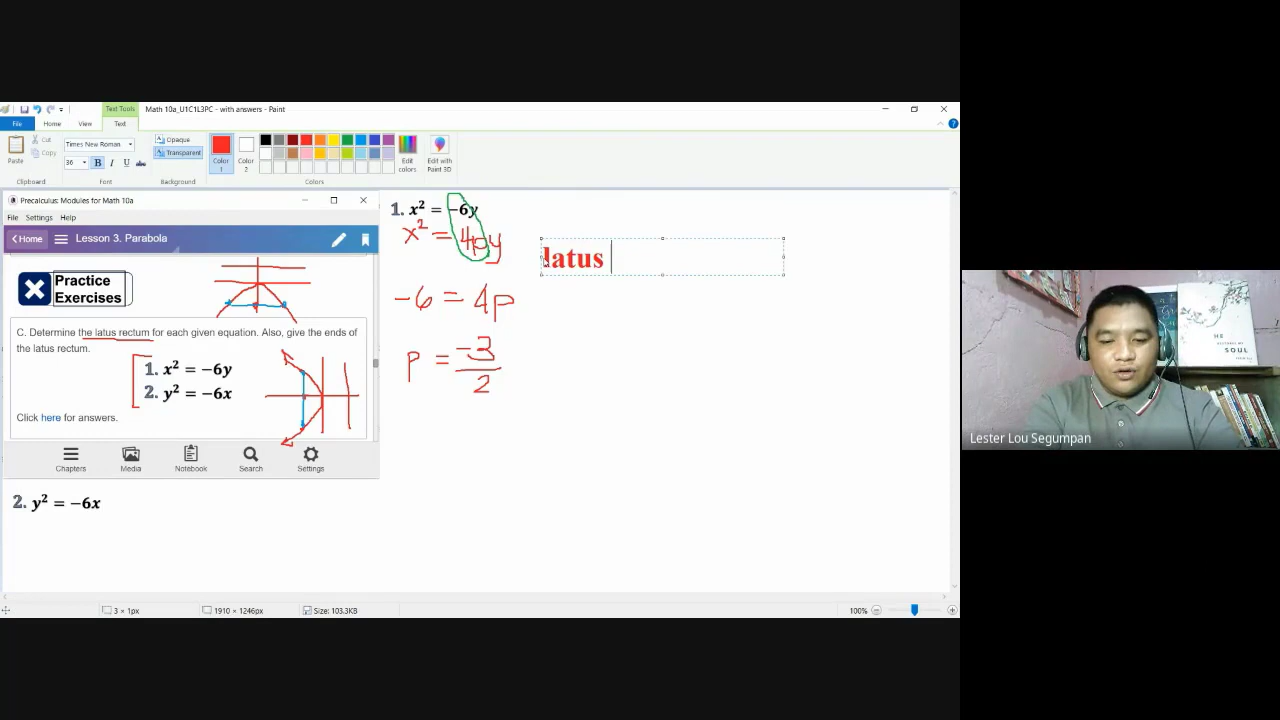 Text Tools
Math 10a_U1C1L3PC - with answers - Paint
File Home View Text
Paste
Cut
Copy
Clipboard
Times New Roman
36
B I U abc
Font
Opaque
Transparent
Background
Color 1
Color 2
Edit colors
Edit with Paint 3D
Colors
Precalculus: Modules for Math 10a
File Settings Help
Home
Lesson 3. Parabola
Practice
Exercises
C. Determine the latus rectum for each given equation. Also, give the ends of
the latus rectum.
1. x² = −6y
2. y² = −6x
Click here for answers.
Chapters Media Notebook Search Settings
2. y² = −6x
1. x² = −6y
x² = 4py
-6 = 4p
p = -3/2
latus
3 × 1px
1910 × 1246px
Size: 103.3KB
100%
HE
RESTORES MY
SOUL
Lester Lou Segumpan